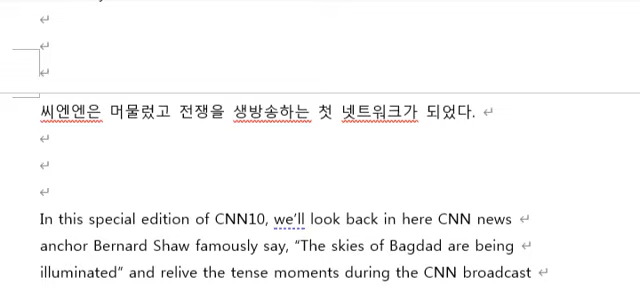 씨엔엔은 머물렀고 전쟁을 생방송하는 첫 넷트워크가 되었다.
In this special edition of CNN10, we’ll look back in here CNN news
anchor Bernard Shaw famously say, “The skies of Bagdad are being
illuminated” and relive the tense moments during the CNN broadcast